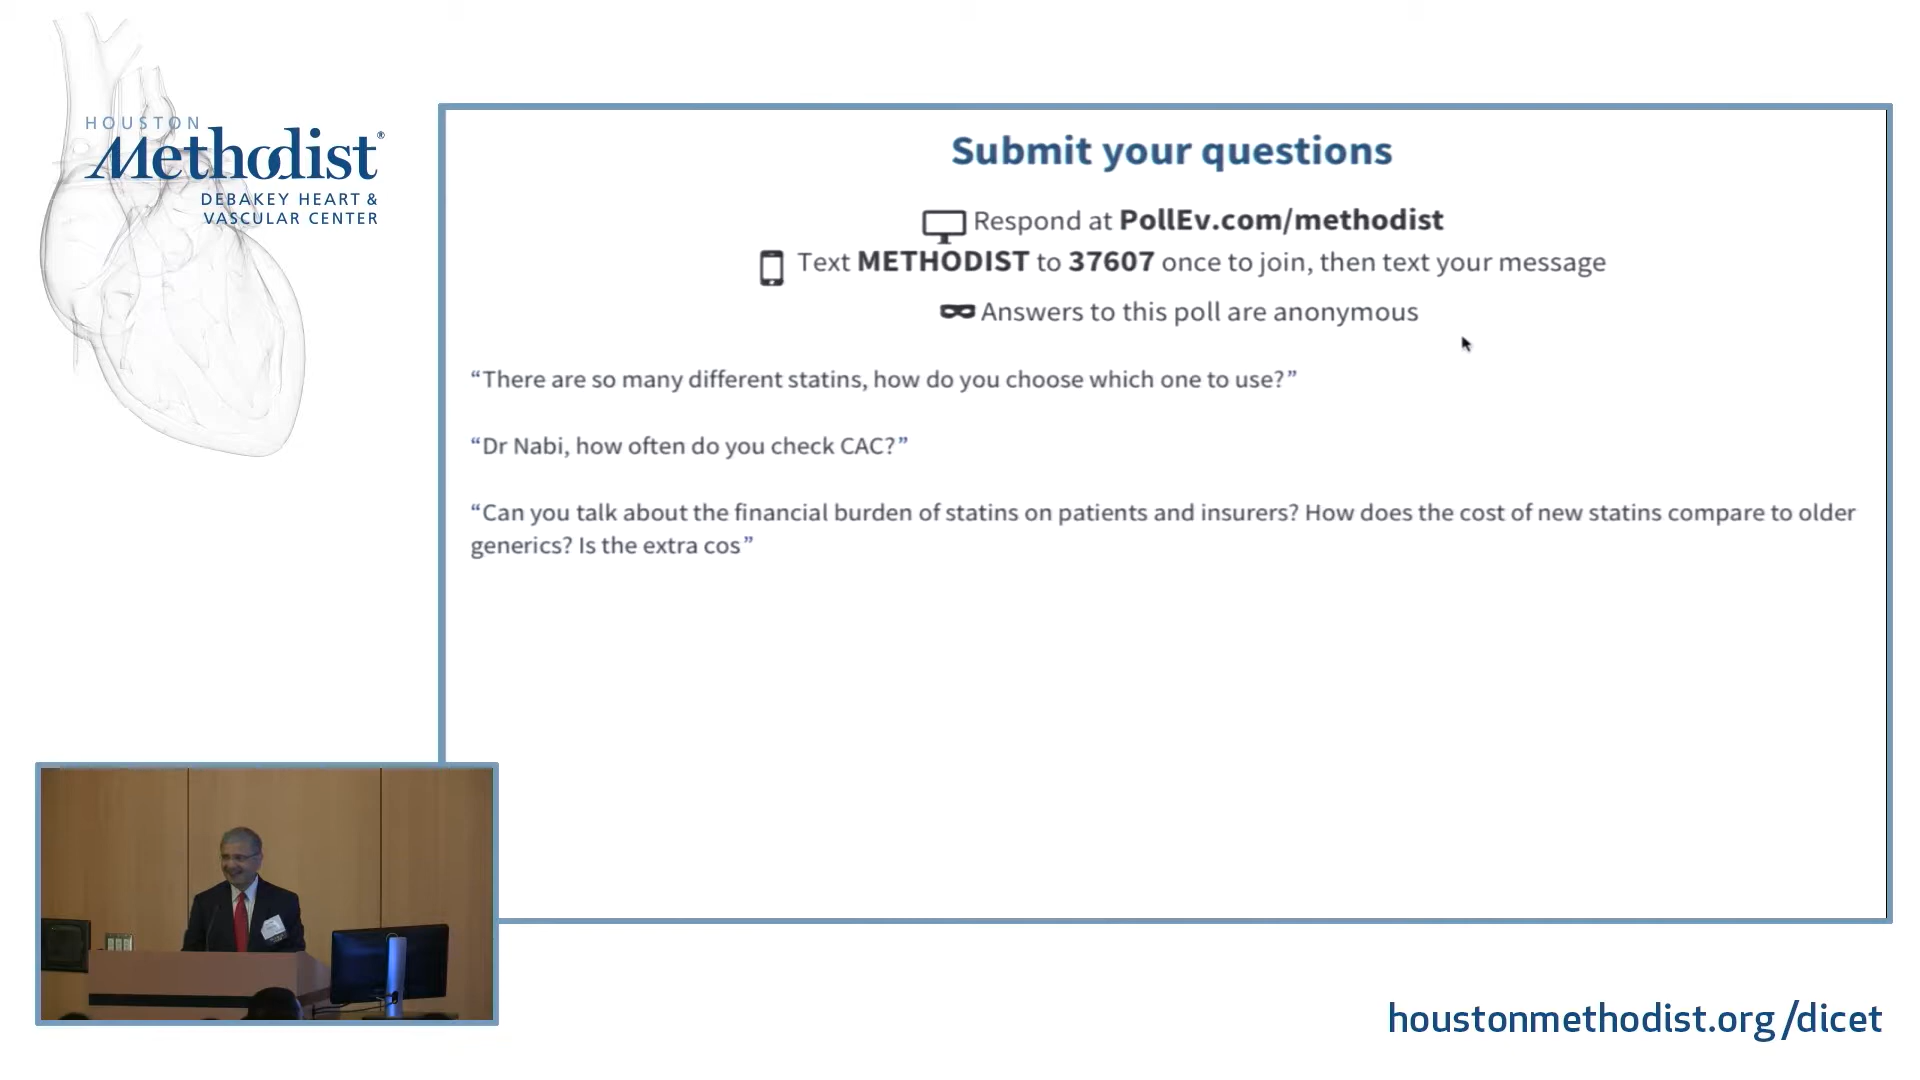 HOUSTON
Methodist®
DEBAKEY HEART &
VASCULAR CENTER
Submit your questions
Respond at PollEv.com/methodist
Text METHODIST to 37607 once to join, then text your message
Answers to this poll are anonymous
“There are so many different statins, how do you choose which one to use?”
“Dr Nabi, how often do you check CAC?”
“Can you talk about the financial burden of statins on patients and insurers? How does the cost of new statins compare to older
generics? Is the extra cos”
houstonmethodist.org/dicet